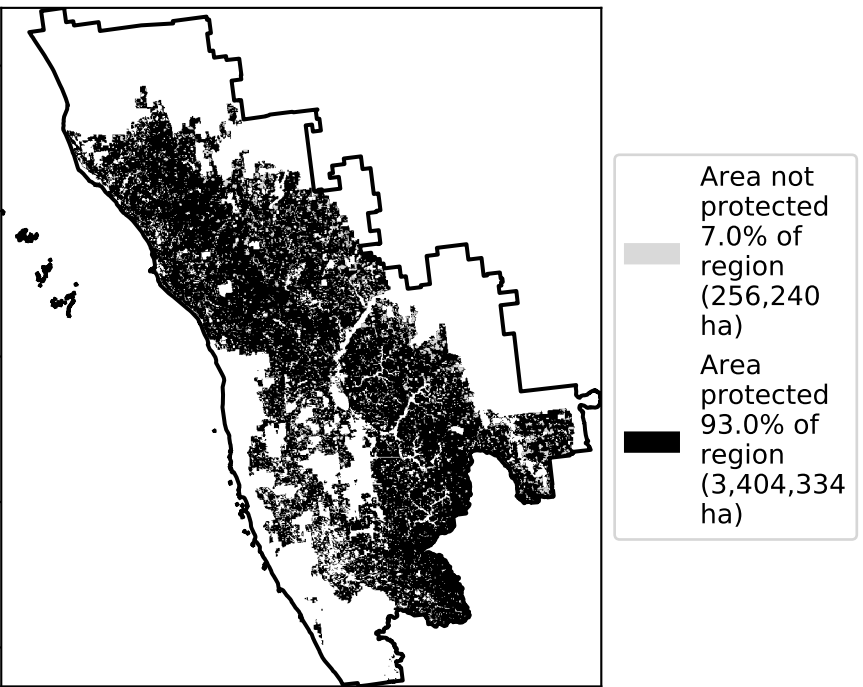 Area not
protected
7.0% of
region
(256,240
ha)
Area
protected
93.0% of
region
(3,404,334
ha)